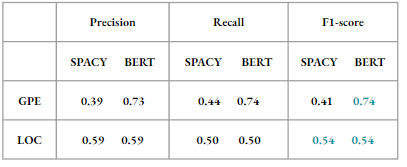 Precision Recall F1-score
SPACY BERT SPACY BERT SPACY BERT
GPE 0.39 0.73 0.44 0.74 0.41 0.74
LOC 0.59 0.59 0.50 0.50 0.54 0.54